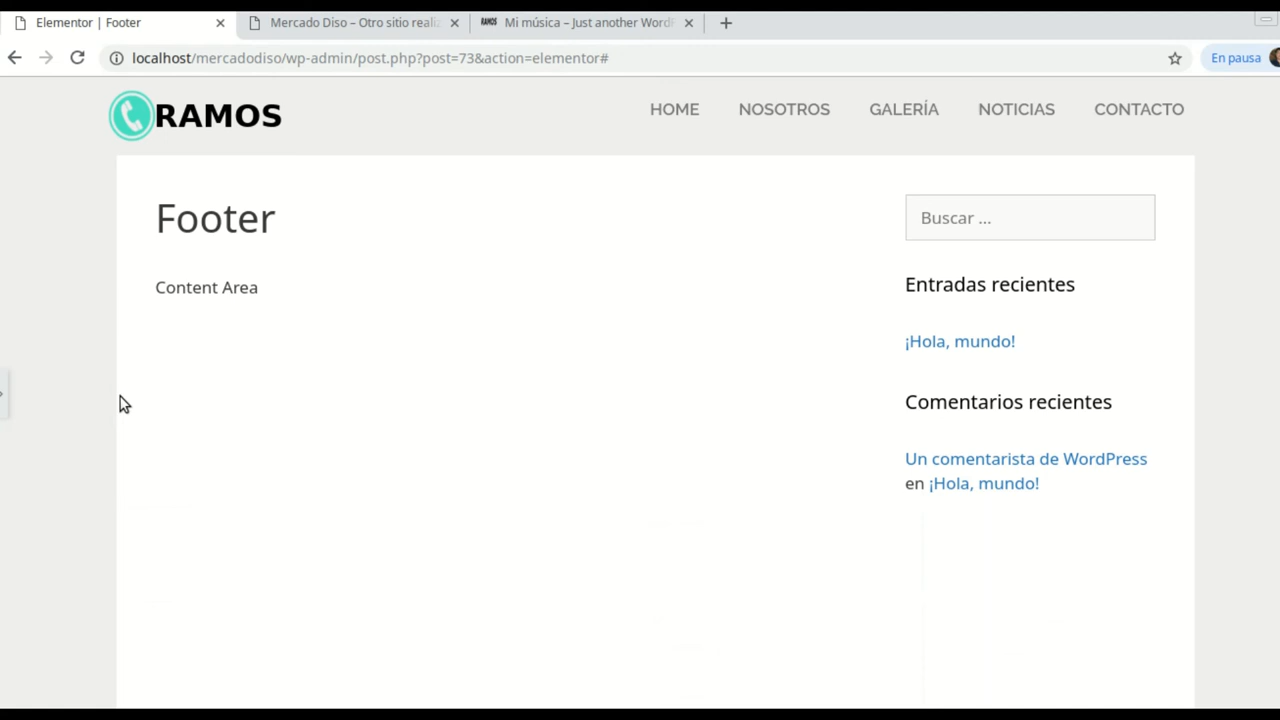 Elementor | Footer
Mercado Diso – Otro sitio realiz
RAMOS Mi música – Just another WordP
localhost/mercadodiso/wp-admin/post.php?post=73&action=elementor#
En pausa
RAMOS
HOME NOSOTROS GALERÍA NOTICIAS CONTACTO
Footer
Content Area
Buscar ...
Entradas recientes
¡Hola, mundo!
Comentarios recientes
Un comentarista de WordPress
en ¡Hola, mundo!